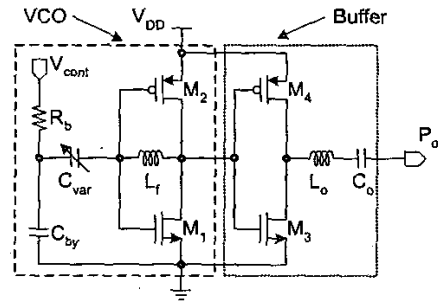 VCO
Buffer
V_DD
V_cont
M_2
M_4
R_b
P_o
C_var
L_f
L_o
C_o
C_by
M_1
M_3